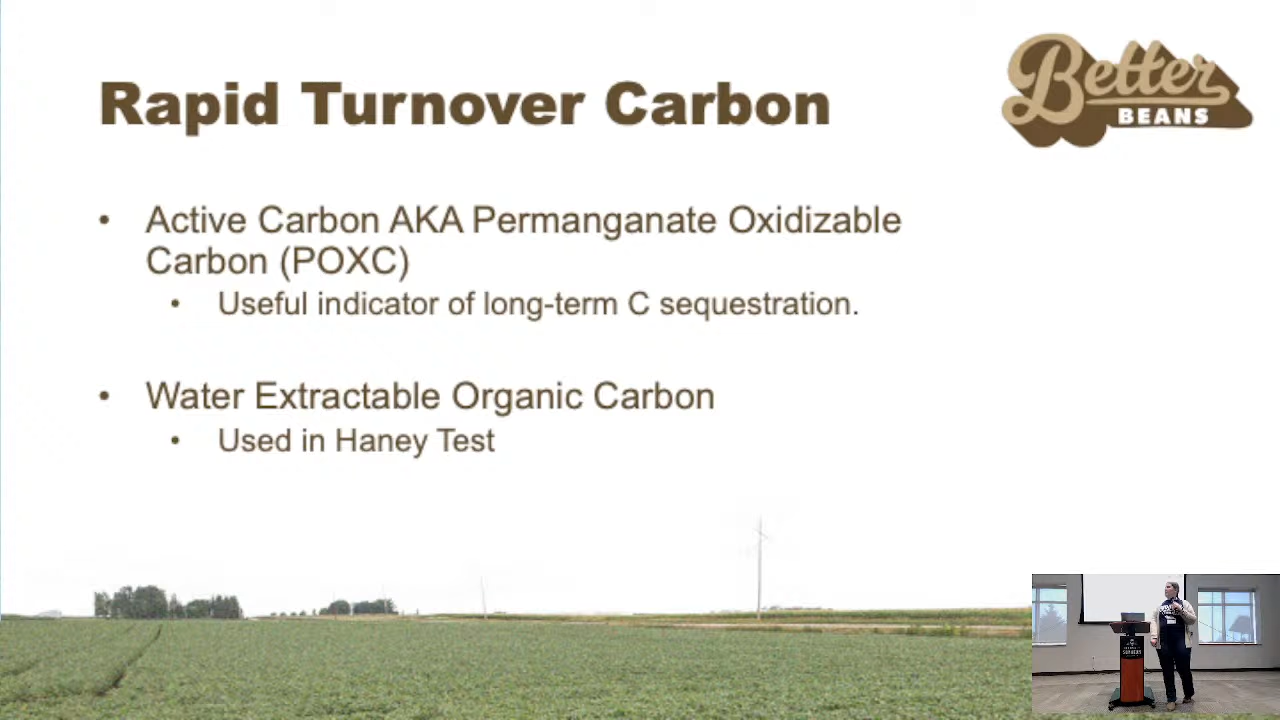 Rapid Turnover Carbon
Better
BEANS
• Active Carbon AKA Permanganate Oxidizable
Carbon (POXC)
• Useful indicator of long-term C sequestration.
• Water Extractable Organic Carbon
• Used in Haney Test